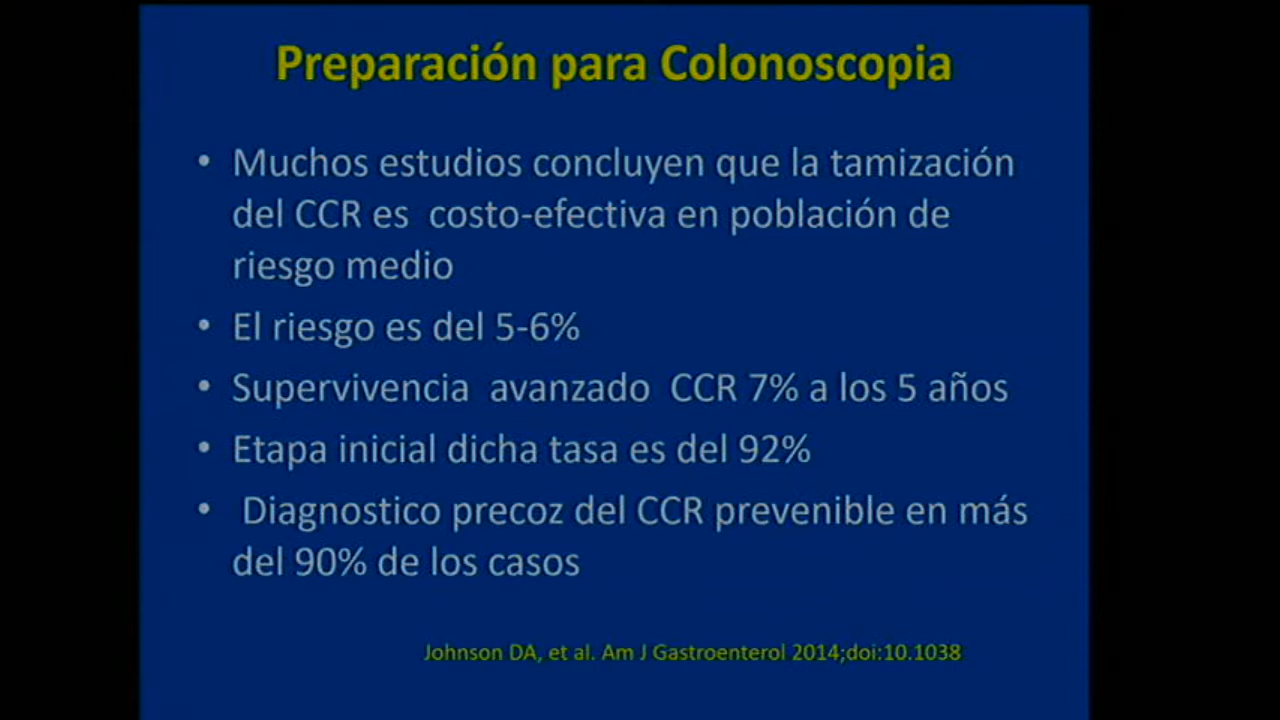 Preparación para Colonoscopia
• Muchos estudios concluyen que la tamización
del CCR es costo-efectiva en población de
riesgo medio
• El riesgo es del 5-6%
• Supervivencia avanzado CCR 7% a los 5 años
• Etapa inicial dicha tasa es del 92%
• Diagnostico precoz del CCR prevenible en más
del 90% de los casos
Johnson DA, et al. Am J Gastroenterol 2014;doi:10.1038